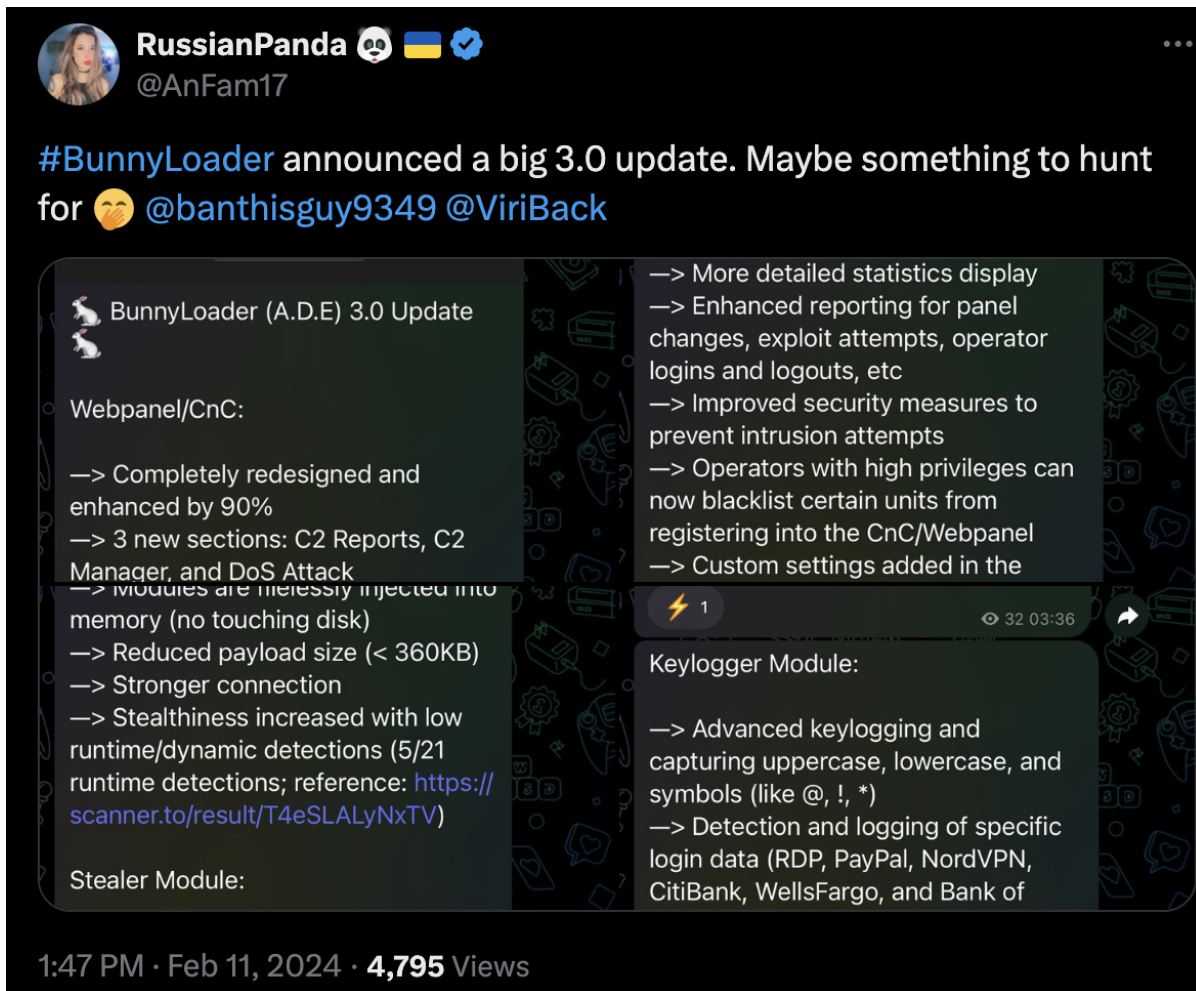 RussianPanda
@AnFam17
#BunnyLoader announced a big 3.0 update. Maybe something to hunt
for @banthisguy9349 @ViriBack
BunnyLoader (A.D.E) 3.0 Update
Webpanel/CnC:
—> Completely redesigned and
enhanced by 90%
—> 3 new sections: C2 Reports, C2
Manager, and DoS Attack
—> More detailed statistics display
—> Enhanced reporting for panel
changes, exploit attempts, operator
logins and logouts, etc
—> Improved security measures to
prevent intrusion attempts
—> Operators with high privileges can
now blacklist certain units from
registering into the CnC/Webpanel
—> Custom settings added in the
—> Modules are filelessly injected into
memory (no touching disk)
—> Reduced payload size (< 360KB)
—> Stronger connection
—> Stealthiness increased with low
runtime/dynamic detections (5/21
runtime detections; reference: https://
scanner.to/result/T4eSLALyNxTV)
Stealer Module:
1
32 03:36
Keylogger Module:
—> Advanced keylogging and
capturing uppercase, lowercase, and
symbols (like @, !, *)
—> Detection and logging of specific
login data (RDP, PayPal, NordVPN,
CitiBank, WellsFargo, and Bank of
1:47 PM · Feb 11, 2024 · 4,795 Views